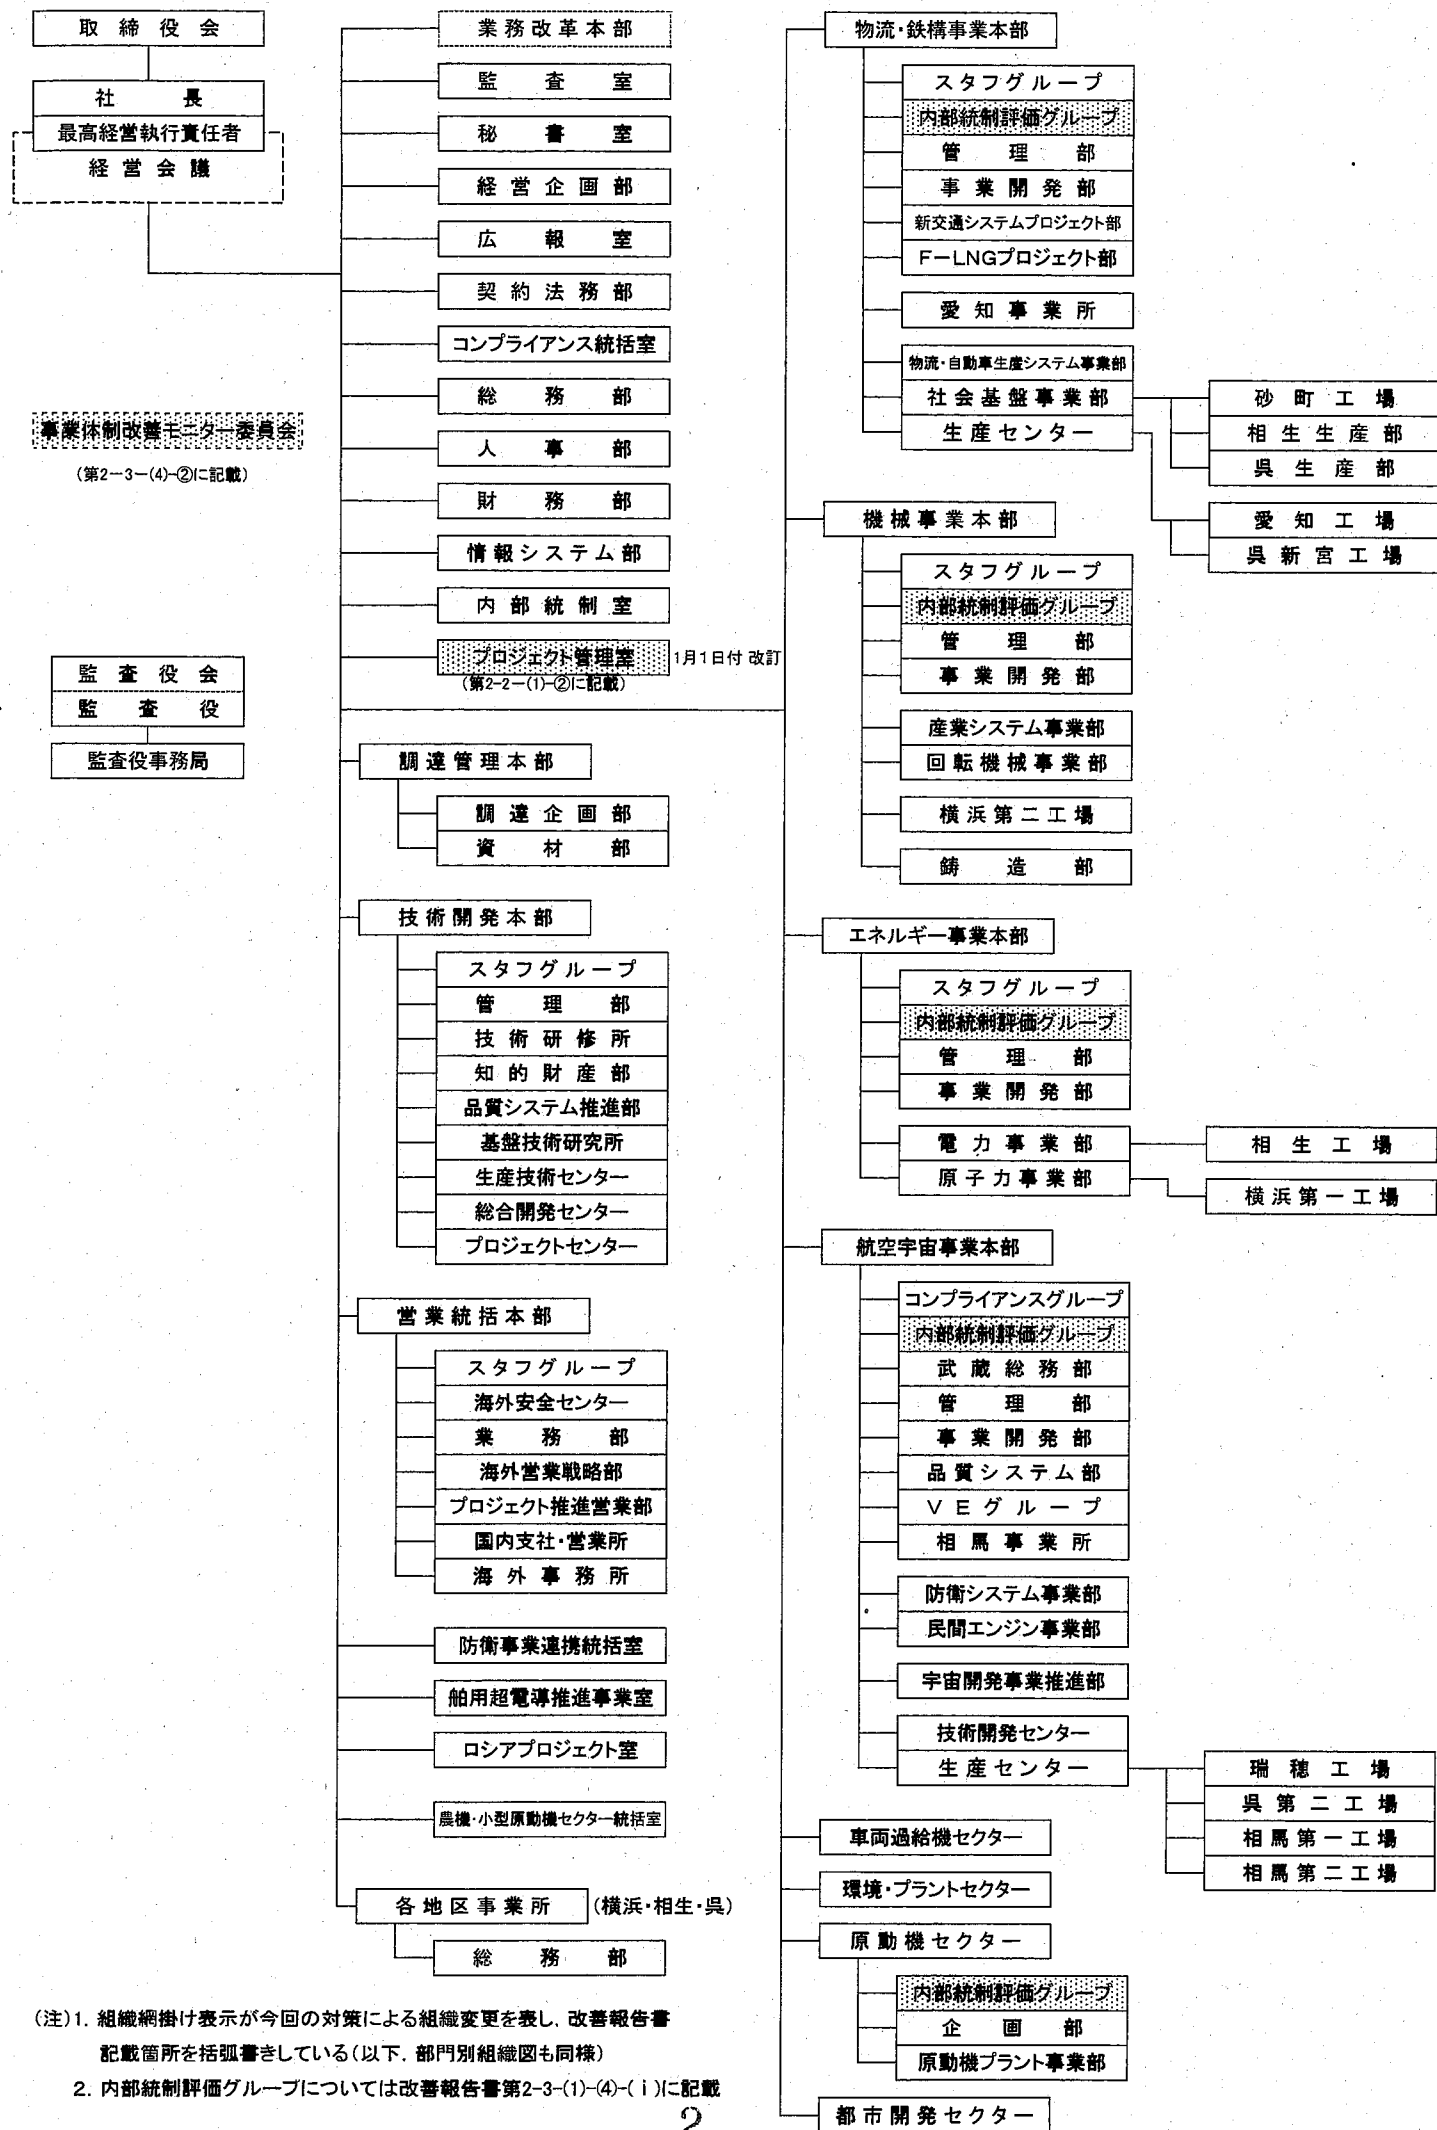 取締役会
社長
最高経営執行責任者
経営会議
事業体制改善モニター委員会
(第2-3-(4)-②に記載)
監査役会
監査役
監査役事務局
業務改革本部
監査室
秘書室
経営企画部
広報室
契約法務部
コンプライアンス統括室
総務部
人事部
財務部
情報システム部
内部統制室
プロジェクト管理室 1月1日付 改訂
(第2-2-(1)-②に記載)
調達管理本部
調達企画部
資材部
技術開発本部
スタフグループ
管理部
技術研修所
知的財産部
品質システム推進部
基盤技術研究所
生産技術センター
総合開発センター
プロジェクトセンター
営業統括本部
スタフグループ
海外安全センター
業務部
海外営業戦略部
プロジェクト推進営業部
国内支社・営業所
海外事務所
防衛事業連携統括室
舶用超電導推進事業室
ロシアプロジェクト室
農機・小型原動機セクター統括室
各地区事業所 (横浜・相生・呉)
総務部
物流・鉄構事業本部
スタフグループ
内部統制評価グループ
管理部
事業開発部
新交通システムプロジェクト部
F-LNGプロジェクト部
愛知事業所
物流・自動車生産システム事業部
社会基盤事業部
生産センター
砂町工場
相生生産部
呉生産部
愛知工場
呉新宮工場
機械事業本部
スタフグループ
内部統制評価グループ
管理部
事業開発部
産業システム事業部
回転機械事業部
横浜第二工場
鋳造部
エネルギー事業本部
スタフグループ
内部統制評価グループ
管理部
事業開発部
電力事業部
原子力事業部
相生工場
横浜第一工場
航空宇宙事業本部
コンプライアンスグループ
内部統制評価グループ
武蔵総務部
管理部
事業開発部
品質システム部
VEグループ
相馬事業所
防衛システム事業部
民間エンジン事業部
宇宙開発事業推進部
技術開発センター
生産センター
瑞穂工場
呉第二工場
相馬第一工場
相馬第二工場
車両過給機セクター
環境・プラントセクター
原動機セクター
内部統制評価グループ
企画部
原動機プラント事業部
都市開発セクター
(注)1. 組織網掛け表示が今回の対策による組織変更を表し、改善報告書
記載箇所を括弧書きしている(以下、部門別組織図も同様)
2. 内部統制評価グループについては改善報告書第2-3-(1)-(4)-(ⅰ)に記載
2